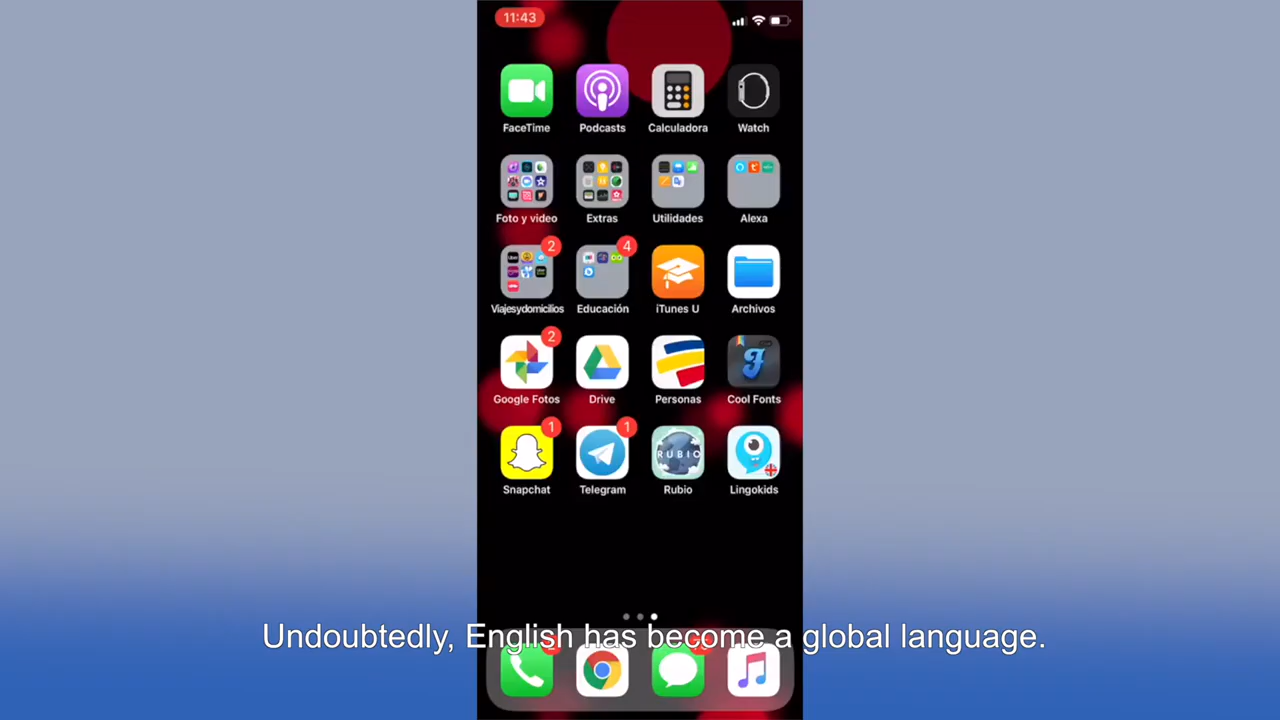 11:43
FaceTime Podcasts Calculadora Watch
Foto y video Extras Utilidades Alexa
2 4
Viajesydomicilios Educación iTunes U Archivos
2
Google Fotos Drive Personas Cool Fonts
1 1
RUBIO
Snapchat Telegram Rubio Lingokids
Undoubtedly, English has become a global language.